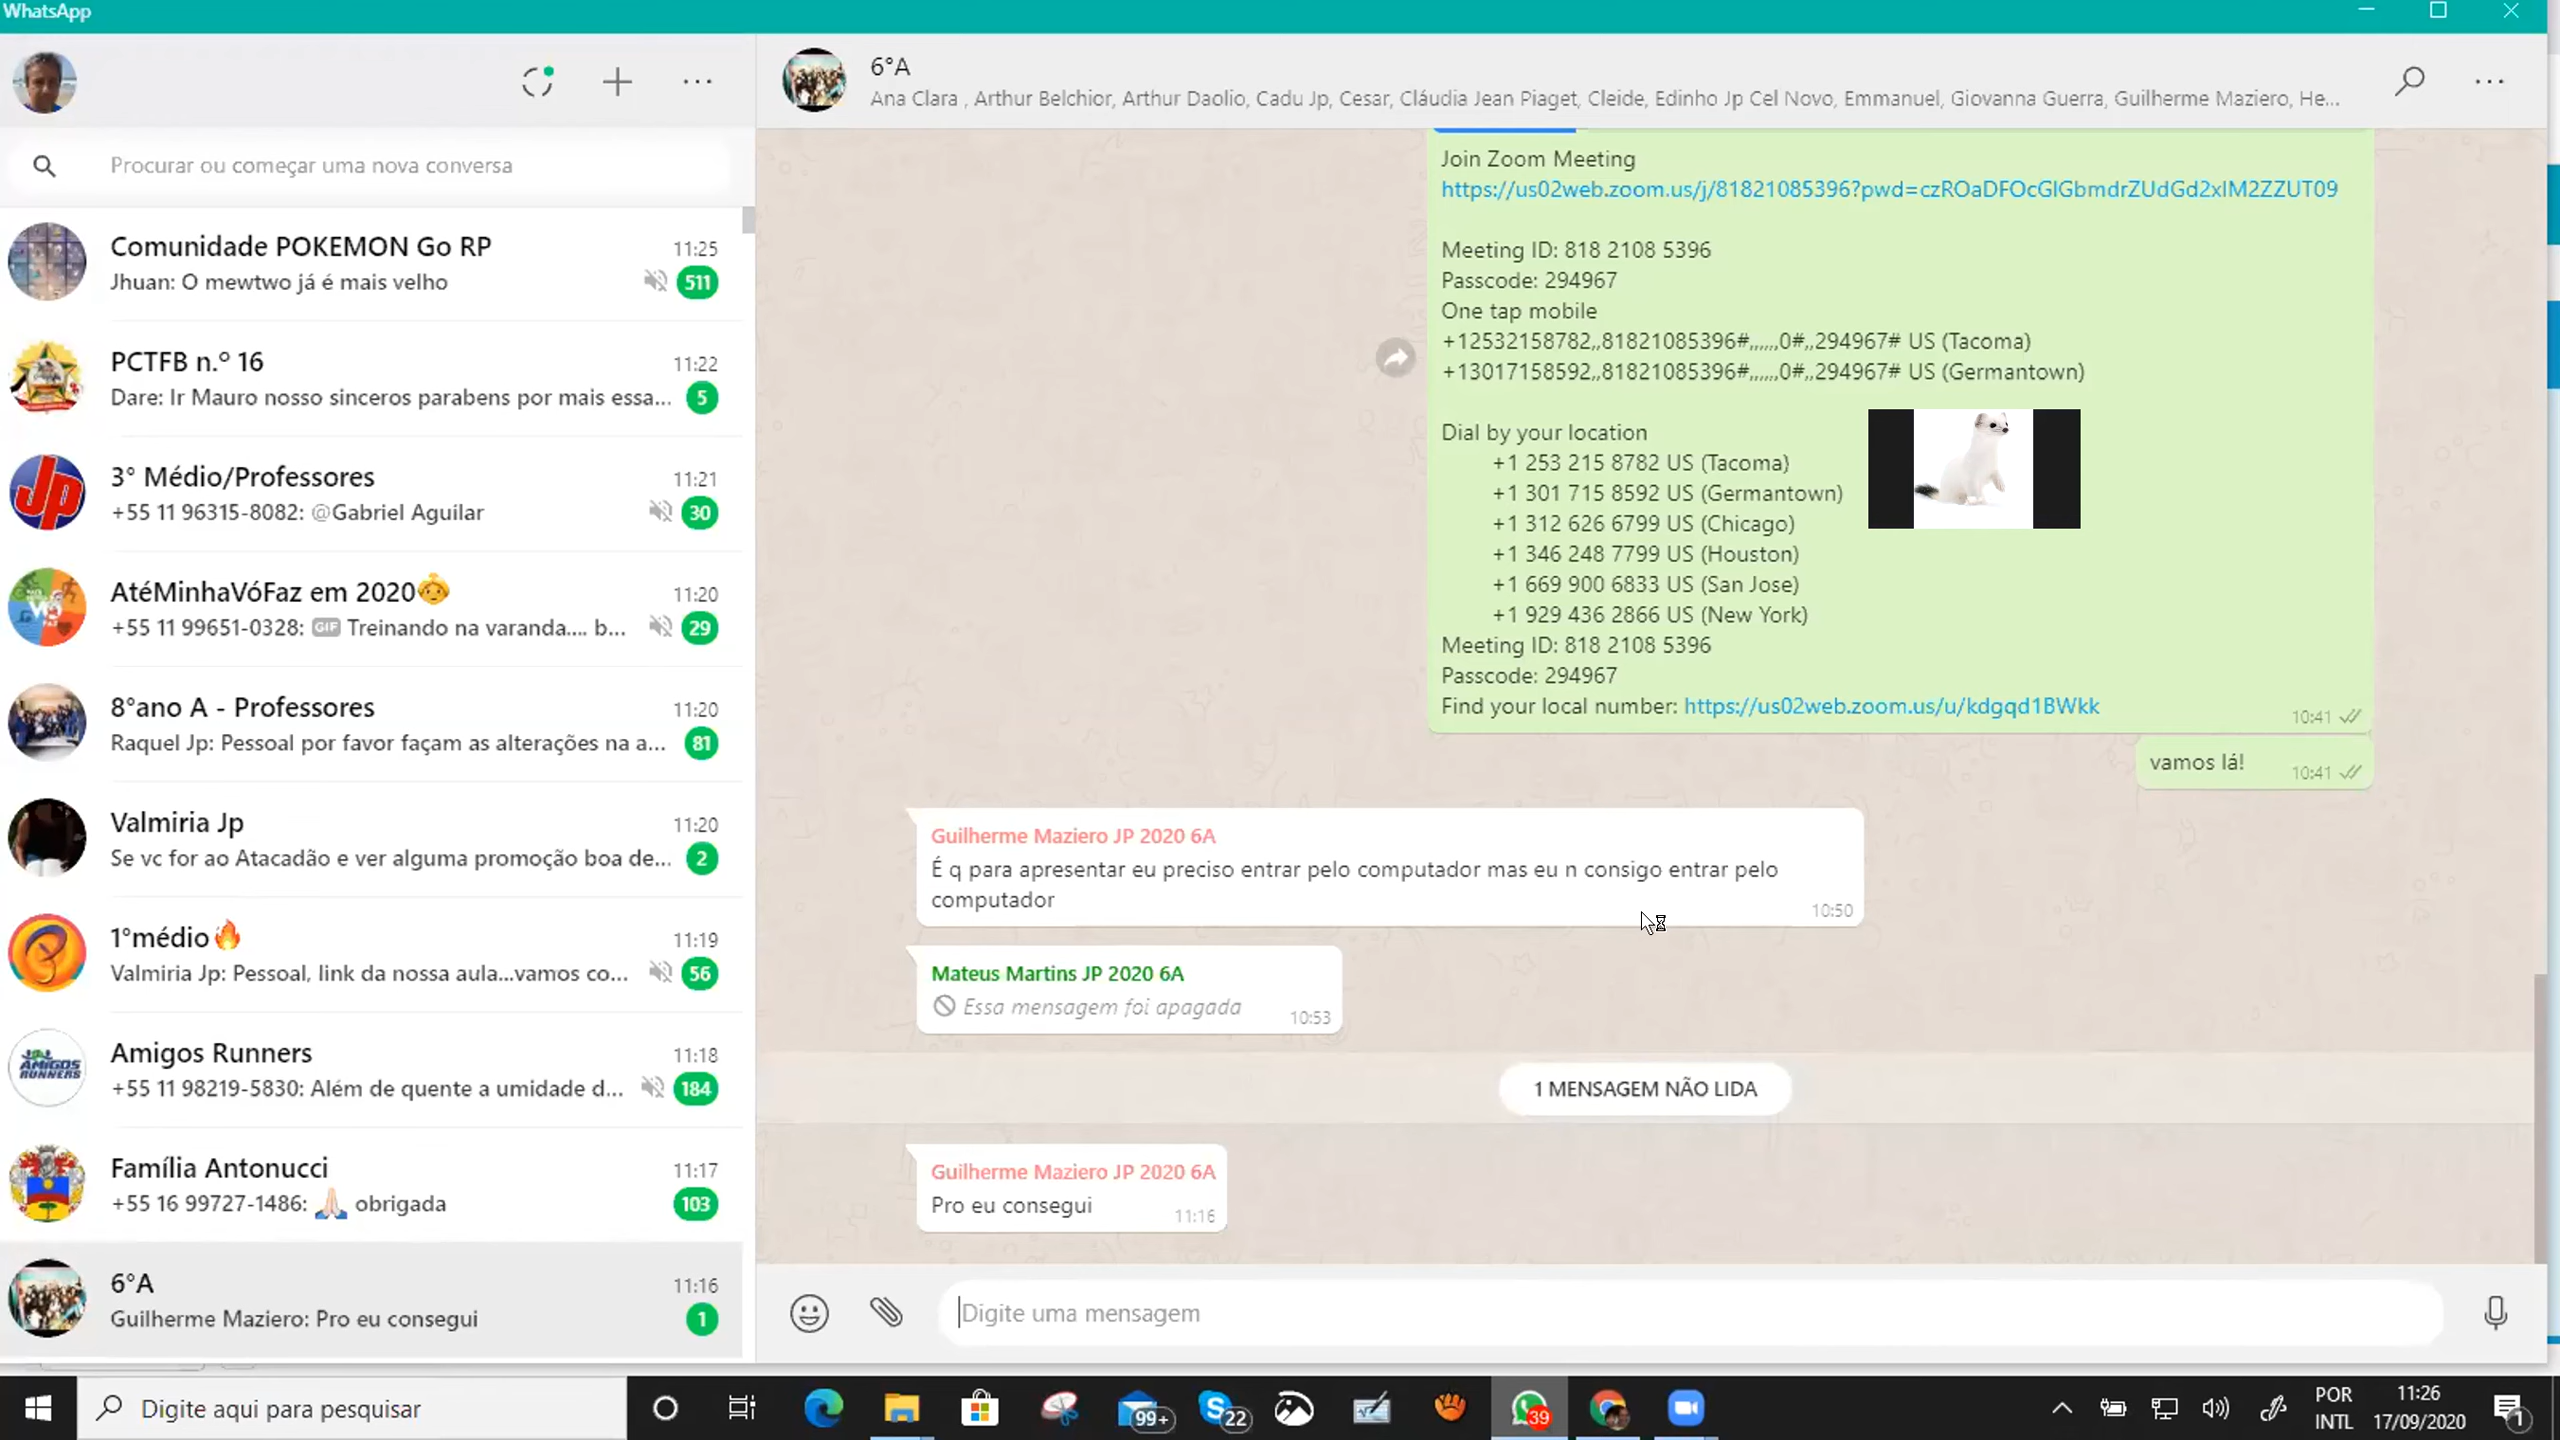 WhatsApp
Procurar ou começar uma nova conversa
Comunidade POKEMON Go RP 11:25
Jhuan: O mewtwo já é mais velho 511
PCTFB n.º 16 11:22
Dare: Ir Mauro nosso sinceros parabens por mais essa... 5
3° Médio/Professores 11:21
+55 11 96315-8082: @Gabriel Aguilar 30
AtéMinhaVóFaz em 2020👵 11:20
+55 11 99651-0328: GIF Treinando na varanda.... b... 29
8°ano A - Professores 11:20
Raquel Jp: Pessoal por favor façam as alterações na a... 81
Valmiria Jp 11:20
Se vc for ao Atacadão e ver alguma promoção boa de... 2
1°médio🔥 11:19
Valmiria Jp: Pessoal, link da nossa aula...vamos co... 56
Amigos Runners 11:18
+55 11 98219-5830: Além de quente a umidade d... 184
Família Antonucci 11:17
+55 16 99727-1486: 🙏🏻 obrigada 103
6°A 11:16
Guilherme Maziero: Pro eu consegui 1
Jp
AMIGOS
RUNNERS
6°A
Ana Clara , Arthur Belchior, Arthur Daolio, Cadu Jp, Cesar, Cláudia Jean Piaget, Cleide, Edinho Jp Cel Novo, Emmanuel, Giovanna Guerra, Guilherme Maziero, He...
Join Zoom Meeting
https://us02web.zoom.us/j/81821085396?pwd=czROaDFOcGlGbmdrZUdGd2xIM2ZZUT09
Meeting ID: 818 2108 5396
Passcode: 294967
One tap mobile
+12532158782,,81821085396#,,,,,,0#,,294967# US (Tacoma)
+13017158592,,81821085396#,,,,,,0#,,294967# US (Germantown)
Dial by your location
+1 253 215 8782 US (Tacoma)
+1 301 715 8592 US (Germantown)
+1 312 626 6799 US (Chicago)
+1 346 248 7799 US (Houston)
+1 669 900 6833 US (San Jose)
+1 929 436 2866 US (New York)
Meeting ID: 818 2108 5396
Passcode: 294967
Find your local number: https://us02web.zoom.us/u/kdgqd1BWkk
10:41
vamos lá! 10:41
Guilherme Maziero JP 2020 6A
É q para apresentar eu preciso entrar pelo computador mas eu n consigo entrar pelo
computador
10:50
Mateus Martins JP 2020 6A
Essa mensagem foi apagada 10:53
1 MENSAGEM NÃO LIDA
Guilherme Maziero JP 2020 6A
Pro eu consegui 11:16
Digite uma mensagem
Digite aqui para pesquisar
99+
22
39
POR
INTL
11:26
17/09/2020
1